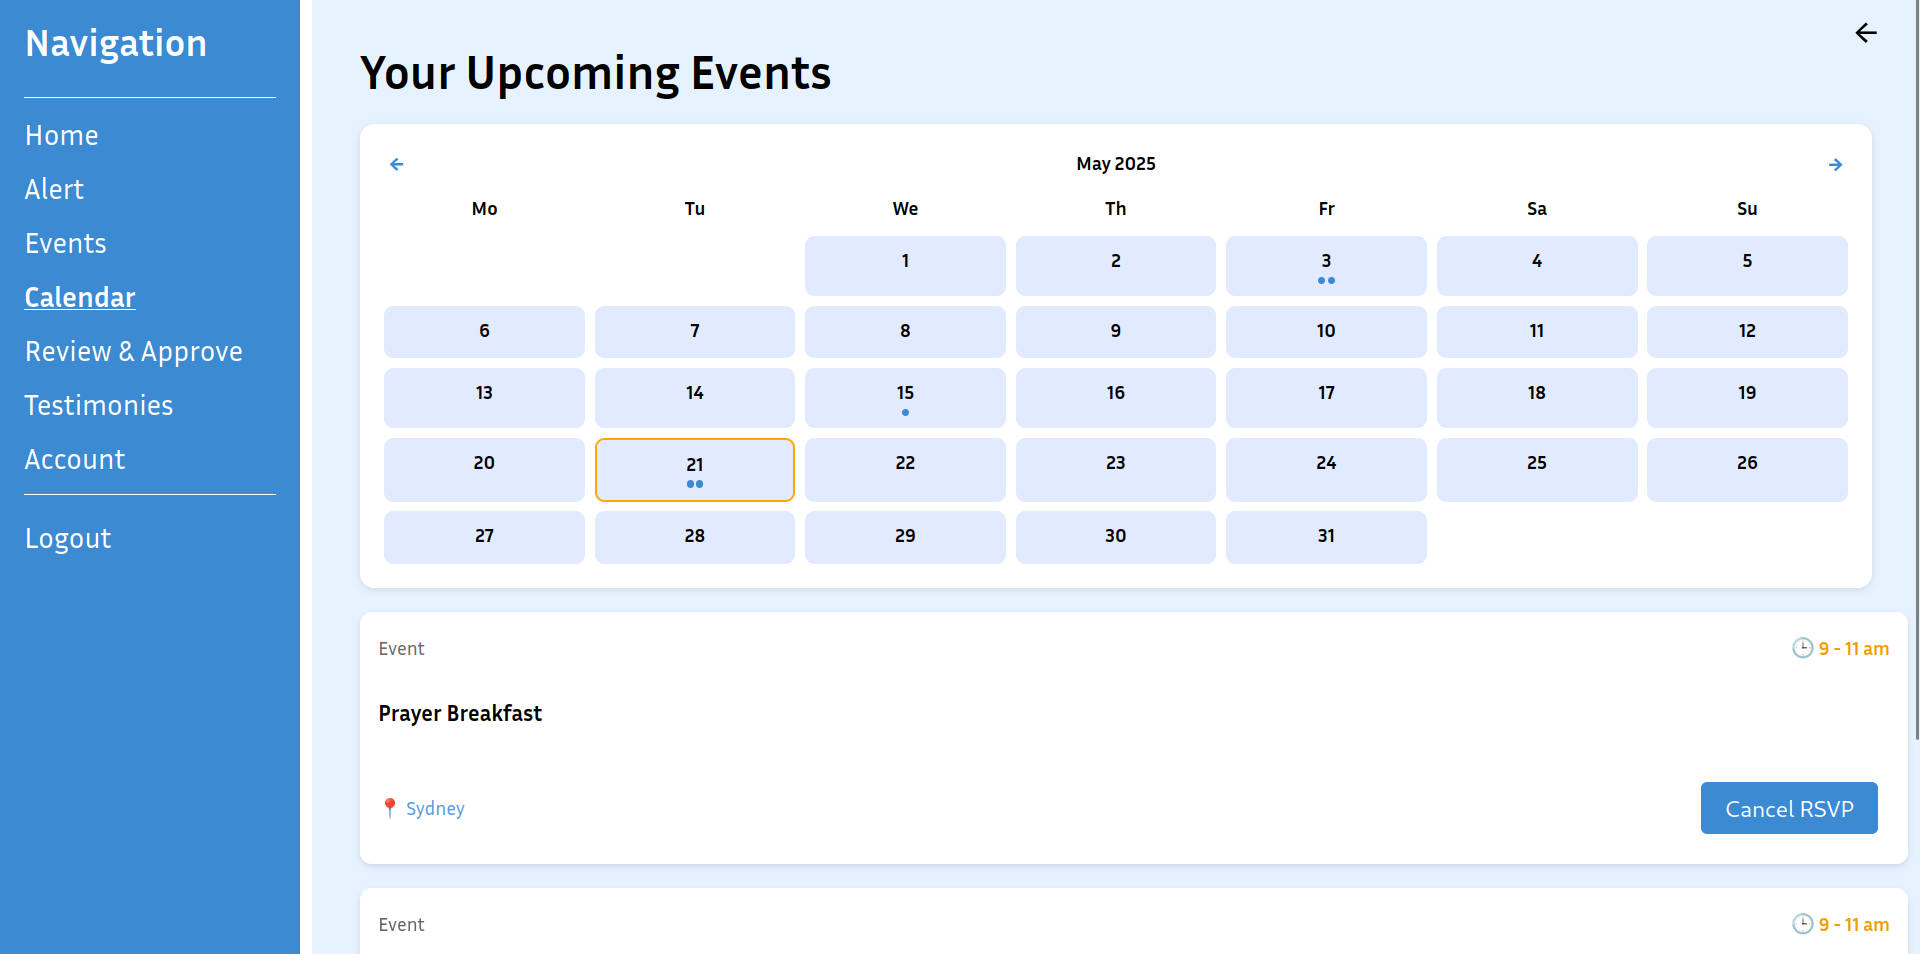 Navigation
Home
Alert
Events
Calendar
Review & Approve
Testimonies
Account
Logout
Your Upcoming Events
May 2025
Mo Tu We Th Fr Sa Su
1 2 3 4 5
6 7 8 9 10 11 12
13 14 15 16 17 18 19
20 21 22 23 24 25 26
27 28 29 30 31
Event 9 - 11 am
Prayer Breakfast
Sydney Cancel RSVP
Event 9 - 11 am